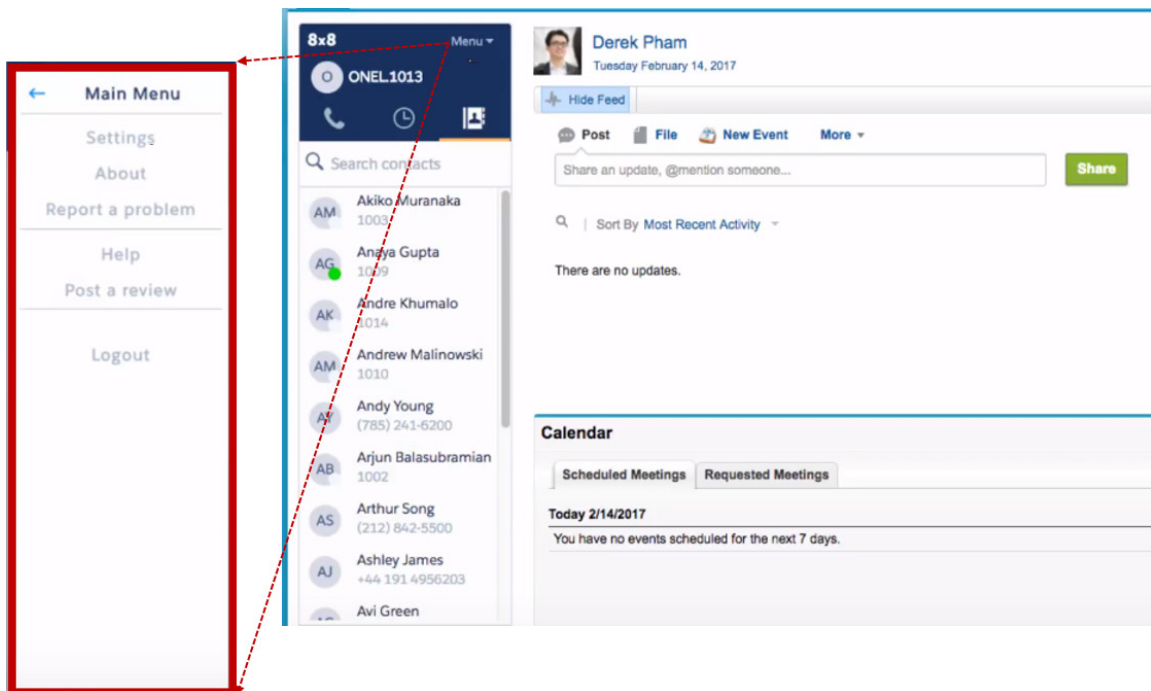 ← Main Menu
Settings
About
Report a problem
Help
Post a review
Logout
8x8
Menu
O ONEL.1013
Search contacts
AM Akiko Muranaka
1003
AG Anaya Gupta
1009
AK Andre Khumalo
1014
AM Andrew Malinowski
1010
AY Andy Young
(785) 241-6200
AB Arjun Balasubramian
1002
AS Arthur Song
(212) 842-5500
AJ Ashley James
+44 191 4956203
Avi Green
Derek Pham
Tuesday February 14, 2017
Hide Feed
Post File New Event More
Share an update, @mention someone... Share
Sort By Most Recent Activity
There are no updates.
Calendar
Scheduled Meetings Requested Meetings
Today 2/14/2017
You have no events scheduled for the next 7 days.